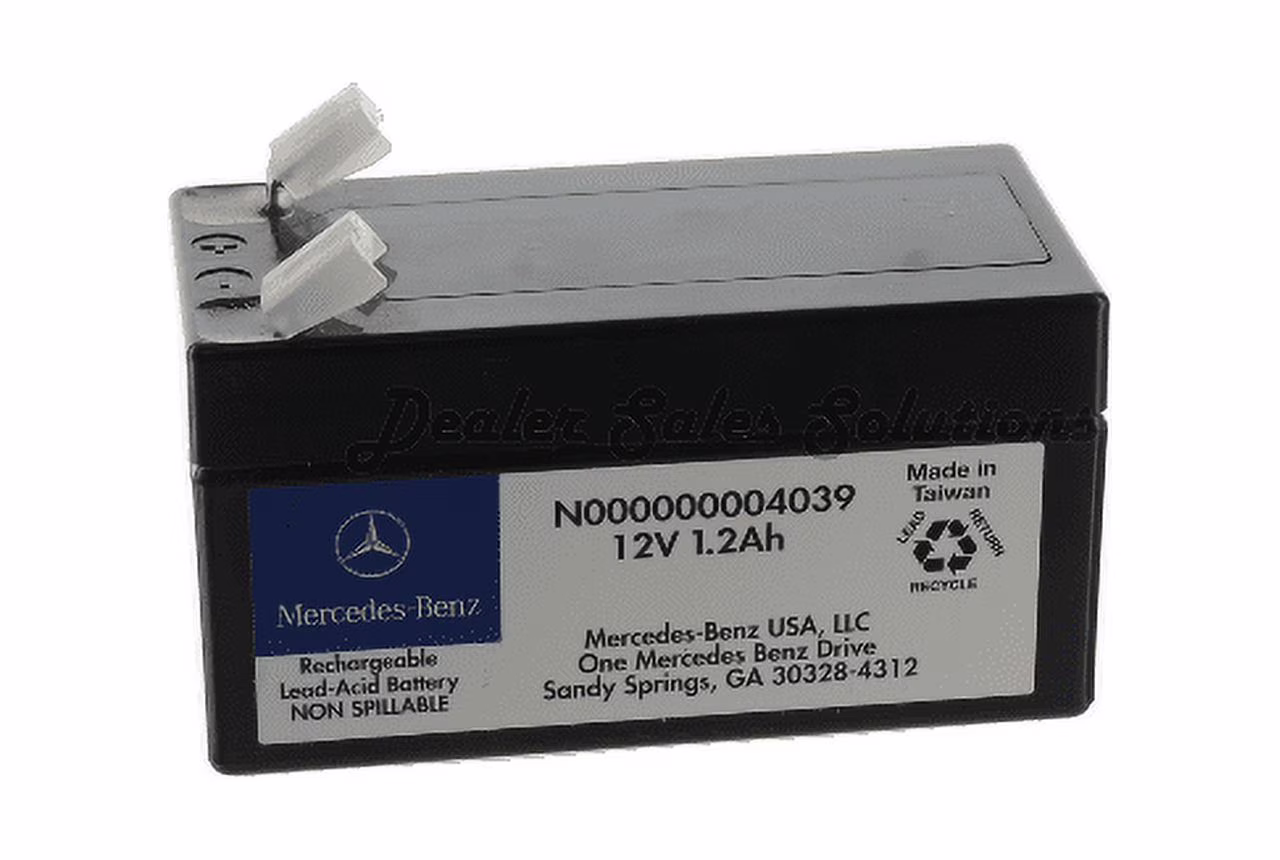 Dealer Sales Solutions
N000000004039
12V 1.2Ah
Made in
Taiwan
LEAD
RETURN
RECYCLE
Mercedes-Benz
Rechargeable
Lead-Acid Battery
NON SPILLABLE
Mercedes-Benz USA, LLC
One Mercedes Benz Drive
Sandy Springs, GA 30328-4312